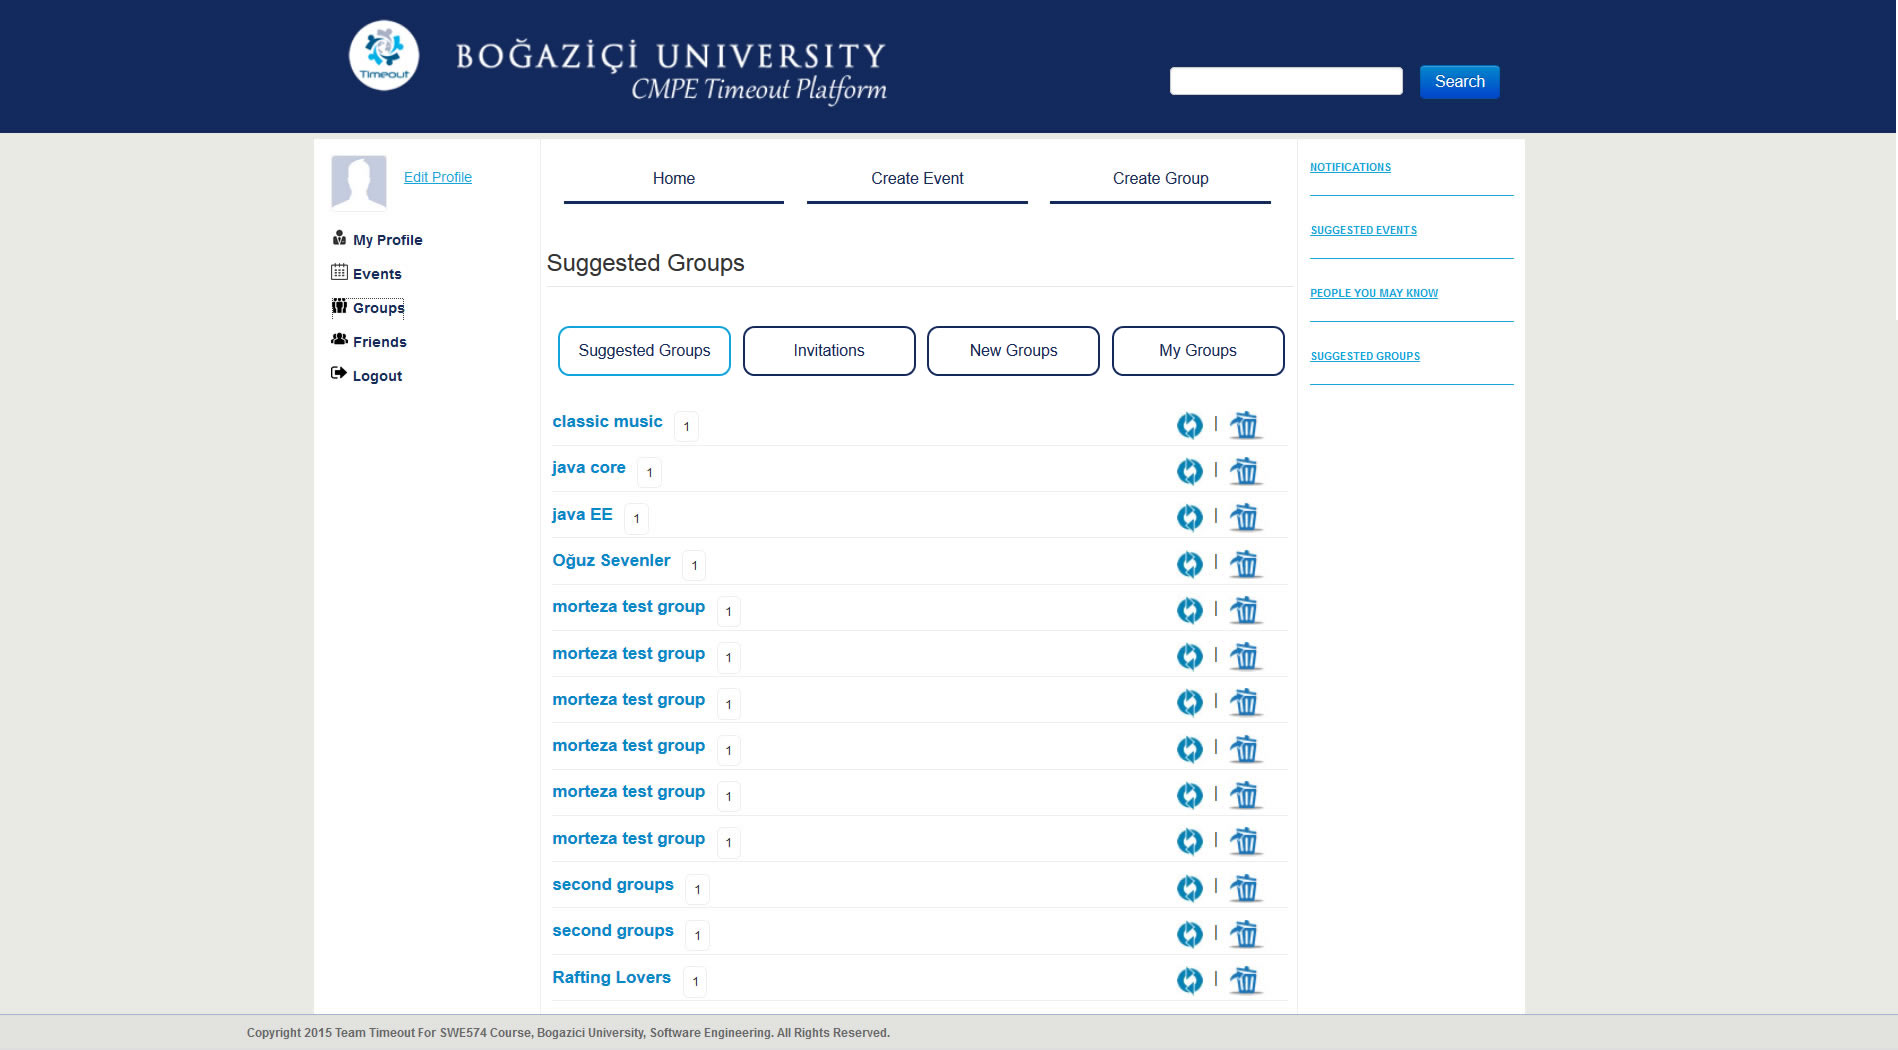 Timeout
BOĞAZİÇİ UNIVERSITY
CMPE Timeout Platform
Search
Edit Profile
My Profile
Events
Groups
Friends
Logout
Home
Create Event
Create Group
Suggested Groups
Suggested Groups
Invitations
New Groups
My Groups
classic music 1 |
java core 1 |
java EE 1 |
Oğuz Sevenler 1 |
morteza test group 1 |
morteza test group 1 |
morteza test group 1 |
morteza test group 1 |
morteza test group 1 |
morteza test group 1 |
second groups 1 |
second groups 1 |
Rafting Lovers 1 |
NOTIFICATIONS
SUGGESTED EVENTS
PEOPLE YOU MAY KNOW
SUGGESTED GROUPS
Copyright 2015 Team Timeout For SWE574 Course, Bogazici University, Software Engineering. All Rights Reserved.